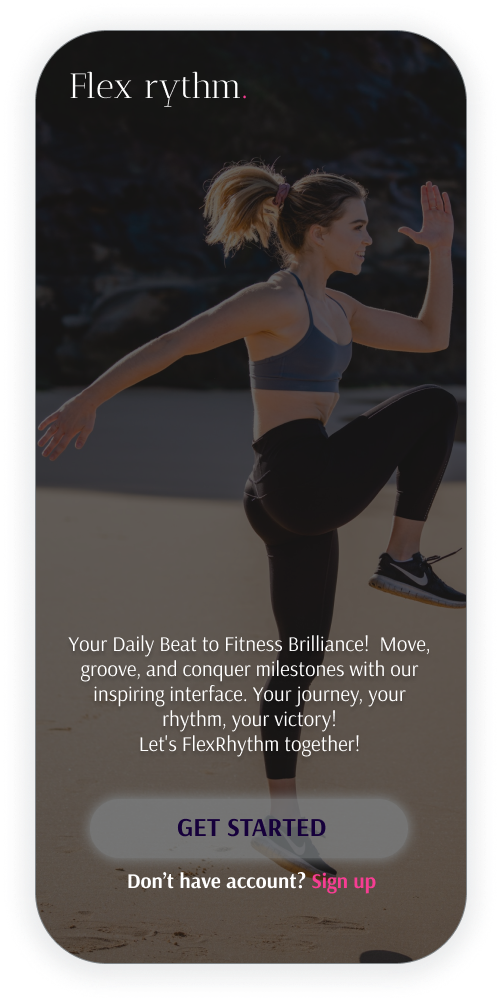 Flex rythm.
Your Daily Beat to Fitness Brilliance!  Move,
groove, and conquer milestones with our
inspiring interface. Your journey, your
rhythm, your victory!
Let's FlexRhythm together!
GET STARTED
Don’t have account? Sign up